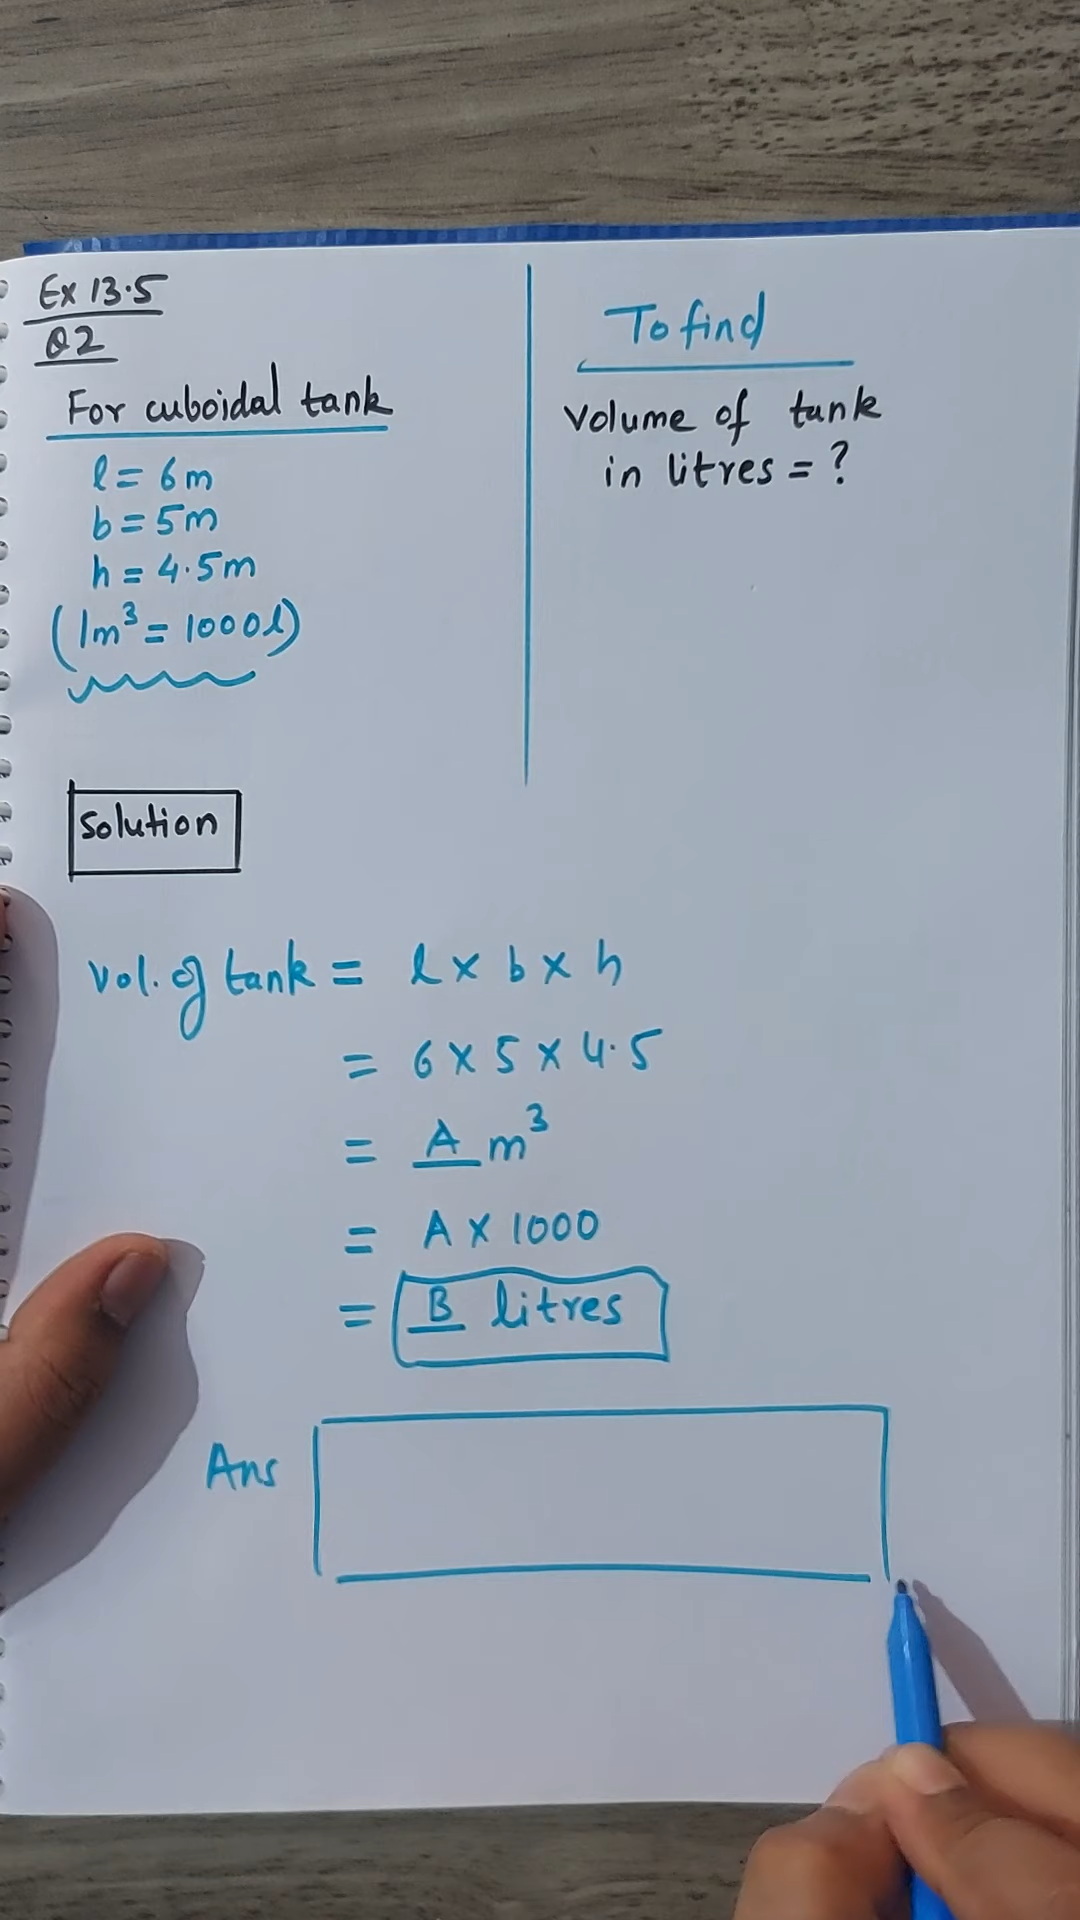 Ex 13.5
Q2
For cuboidal tank
l = 6m
b = 5m
h = 4.5m
(1m³ = 1000l)
To find
Volume of tank
in litres = ?
Solution
Vol. of tank = l × b × h
= 6 × 5 × 4.5
= A m³
= A × 1000
= B litres
Ans